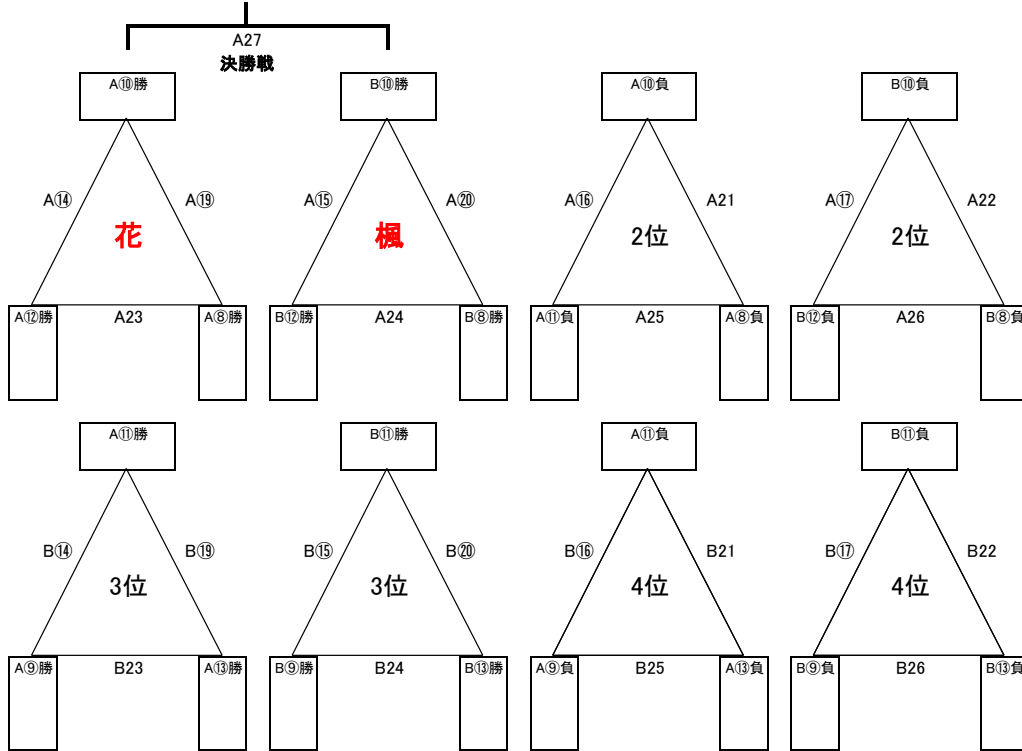 A27
決勝戦
A⑩勝 B⑩勝 A⑩負 B⑩負
A⑭ A⑲ A⑮ A⑳ A⑯ A21 A⑰ A22
花 楓 2位 2位
A⑫勝 A23 A⑧勝 B⑫勝 A24 B⑧勝 A⑪負 A25 A⑧負 B⑫負 A26 B⑧負
A⑪勝 B⑪勝 A⑪負 B⑪負
B⑭ B⑲ B⑮ B⑳ B⑯ B21 B⑰ B22
3位 3位 4位 4位
A⑨勝 B23 A⑬勝 B⑨勝 B24 B⑬勝 A⑨負 B25 A⑬負 B⑨負 B26 B⑬負